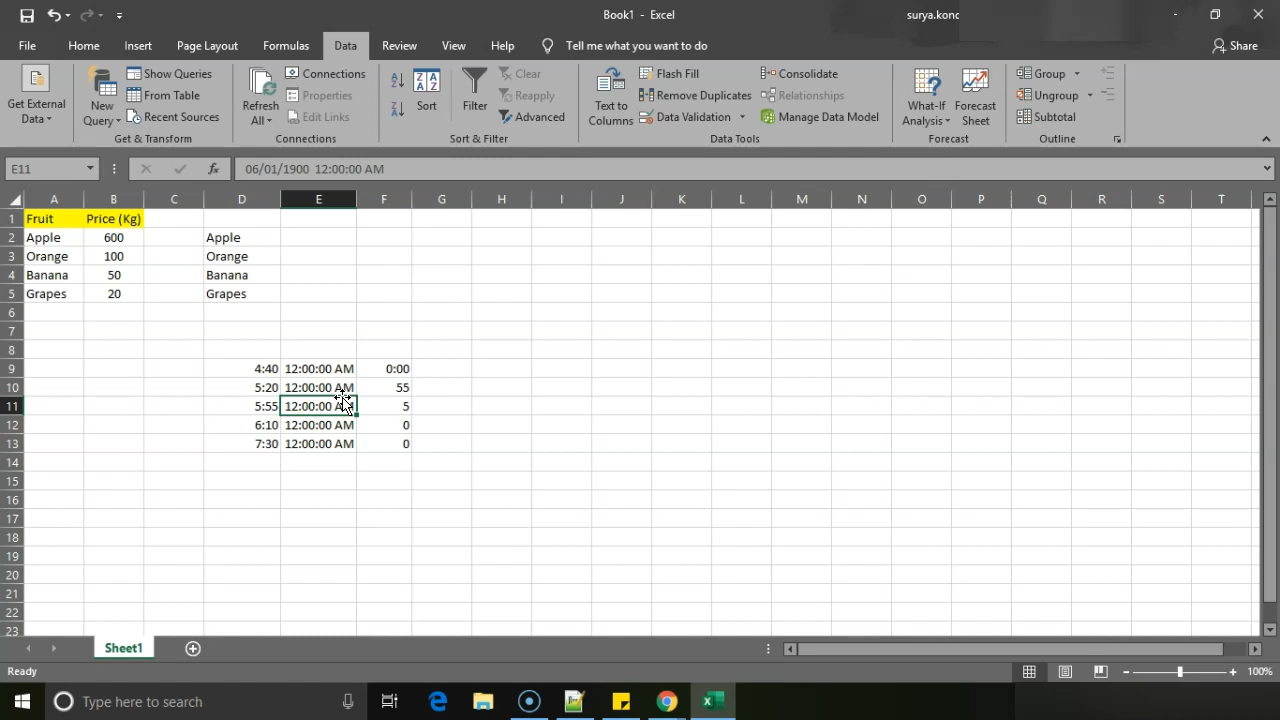 Book1 - Excel
surya.konc
File Home Insert Page Layout Formulas Data Review View Help Tell me what you want to do Share
Get External Data
New Query
Show Queries
From Table
Recent Sources
Get & Transform
Refresh All
Connections
Properties
Edit Links
Connections
Sort
Filter
Clear
Reapply
Advanced
Sort & Filter
Text to Columns
Flash Fill
Remove Duplicates
Data Validation
Consolidate
Relationships
Manage Data Model
Data Tools
What-If Analysis
Forecast Sheet
Forecast
Group
Ungroup
Subtotal
Outline
E11 fx 06/01/1900 12:00:00 AM
A B C D E F G H I J K L M N O P Q R S T
1 Fruit Price (Kg)
2 Apple 600 Apple
3 Orange 100 Orange
4 Banana 50 Banana
5 Grapes 20 Grapes
6
7
8
9 4:40 12:00:00 AM 0:00
10 5:20 12:00:00 AM 55
11 5:55 12:00:00 AM 5
12 6:10 12:00:00 AM 0
13 7:30 12:00:00 AM 0
14
15
16
17
18
19
20
21
22
23
Sheet1
Ready 100%
Type here to search